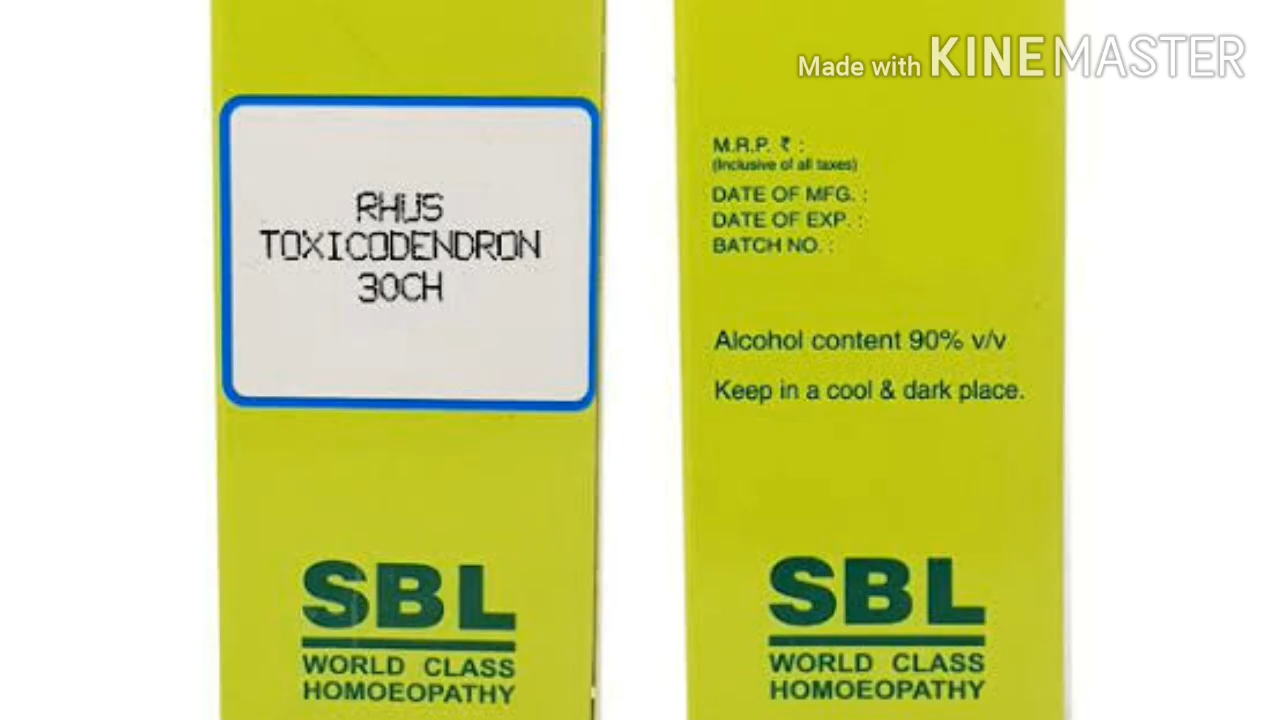 RHUS
TOXICODENDRON
30CH
SBL
WORLD CLASS
HOMOEOPATHY
Made with KINEMASTER
M.R.P. ₹ :
(Inclusive of all taxes)
DATE OF MFG. :
DATE OF EXP. :
BATCH NO. :
Alcohol content 90% v/v
Keep in a cool & dark place.
SBL
WORLD CLASS
HOMOEOPATHY